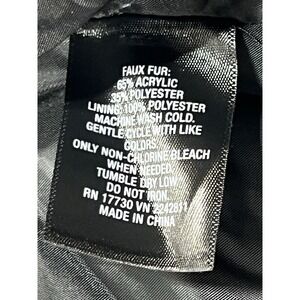 FAUX FUR:
65% ACRYLIC
35% POLYESTER
LINING: 100% POLYESTER
MACHINE WASH COLD.
GENTLE CYCLE WITH LIKE
COLORS.
ONLY NON-CHLORINE BLEACH
WHEN NEEDED.
TUMBLE DRY LOW
DO NOT IRON.
RN 17730 VN 2242811
MADE IN
CHINA